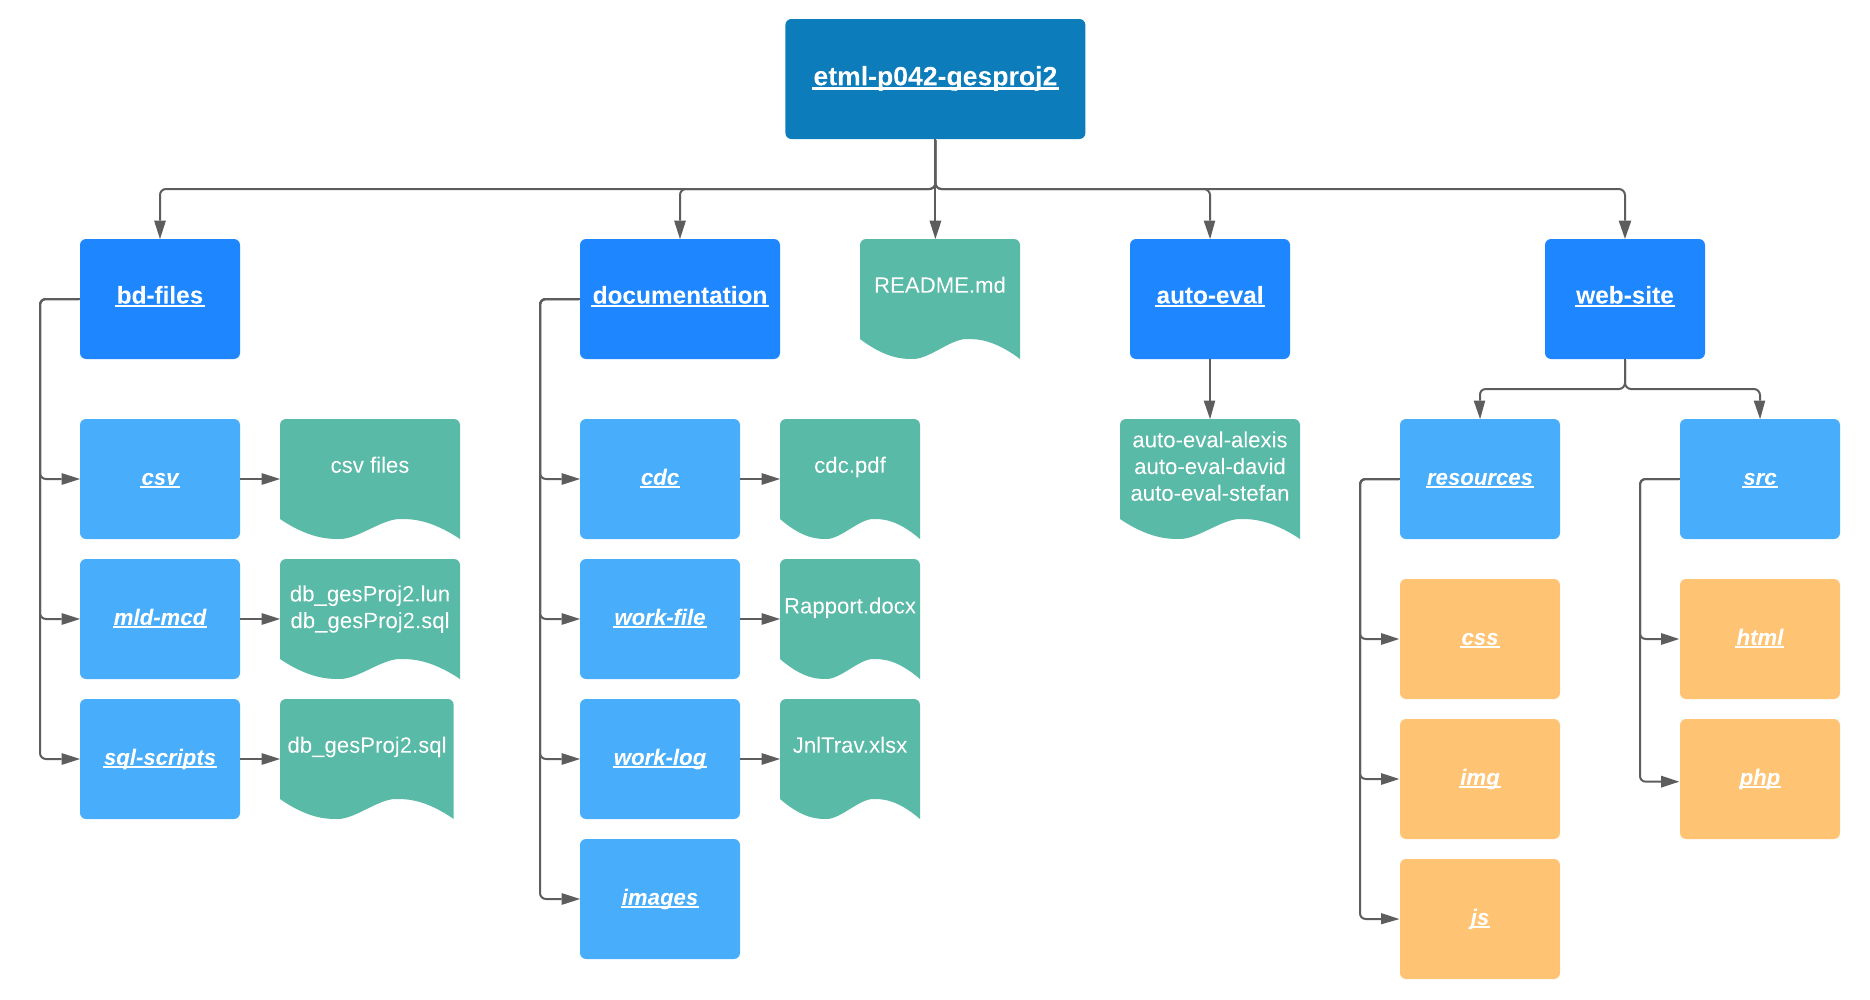 etml-p042-gesproj2
bd-files
documentation
README.md
auto-eval
web-site
csv
csv files
cdc
cdc.pdf
auto-eval-alexis
auto-eval-david
auto-eval-stefan
resources
src
mld-mcd
db_gesProj2.lun
db_gesProj2.sql
work-file
Rapport.docx
css
html
sql-scripts
db_gesProj2.sql
work-log
JnlTrav.xlsx
img
php
images
js